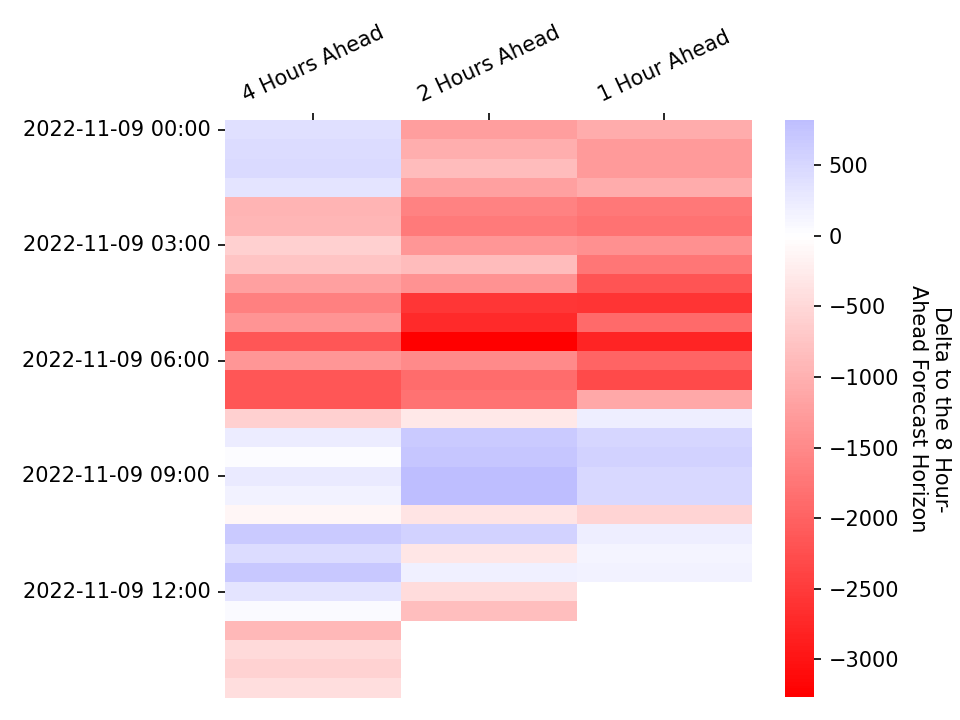 4 Hours Ahead
2 Hours Ahead
1 Hour Ahead
2022-11-09 00:00
2022-11-09 03:00
2022-11-09 06:00
2022-11-09 09:00
2022-11-09 12:00
500
0
−500
−1000
−1500
−2000
−2500
−3000
Delta to the 8 Hour-
Ahead Forecast Horizon